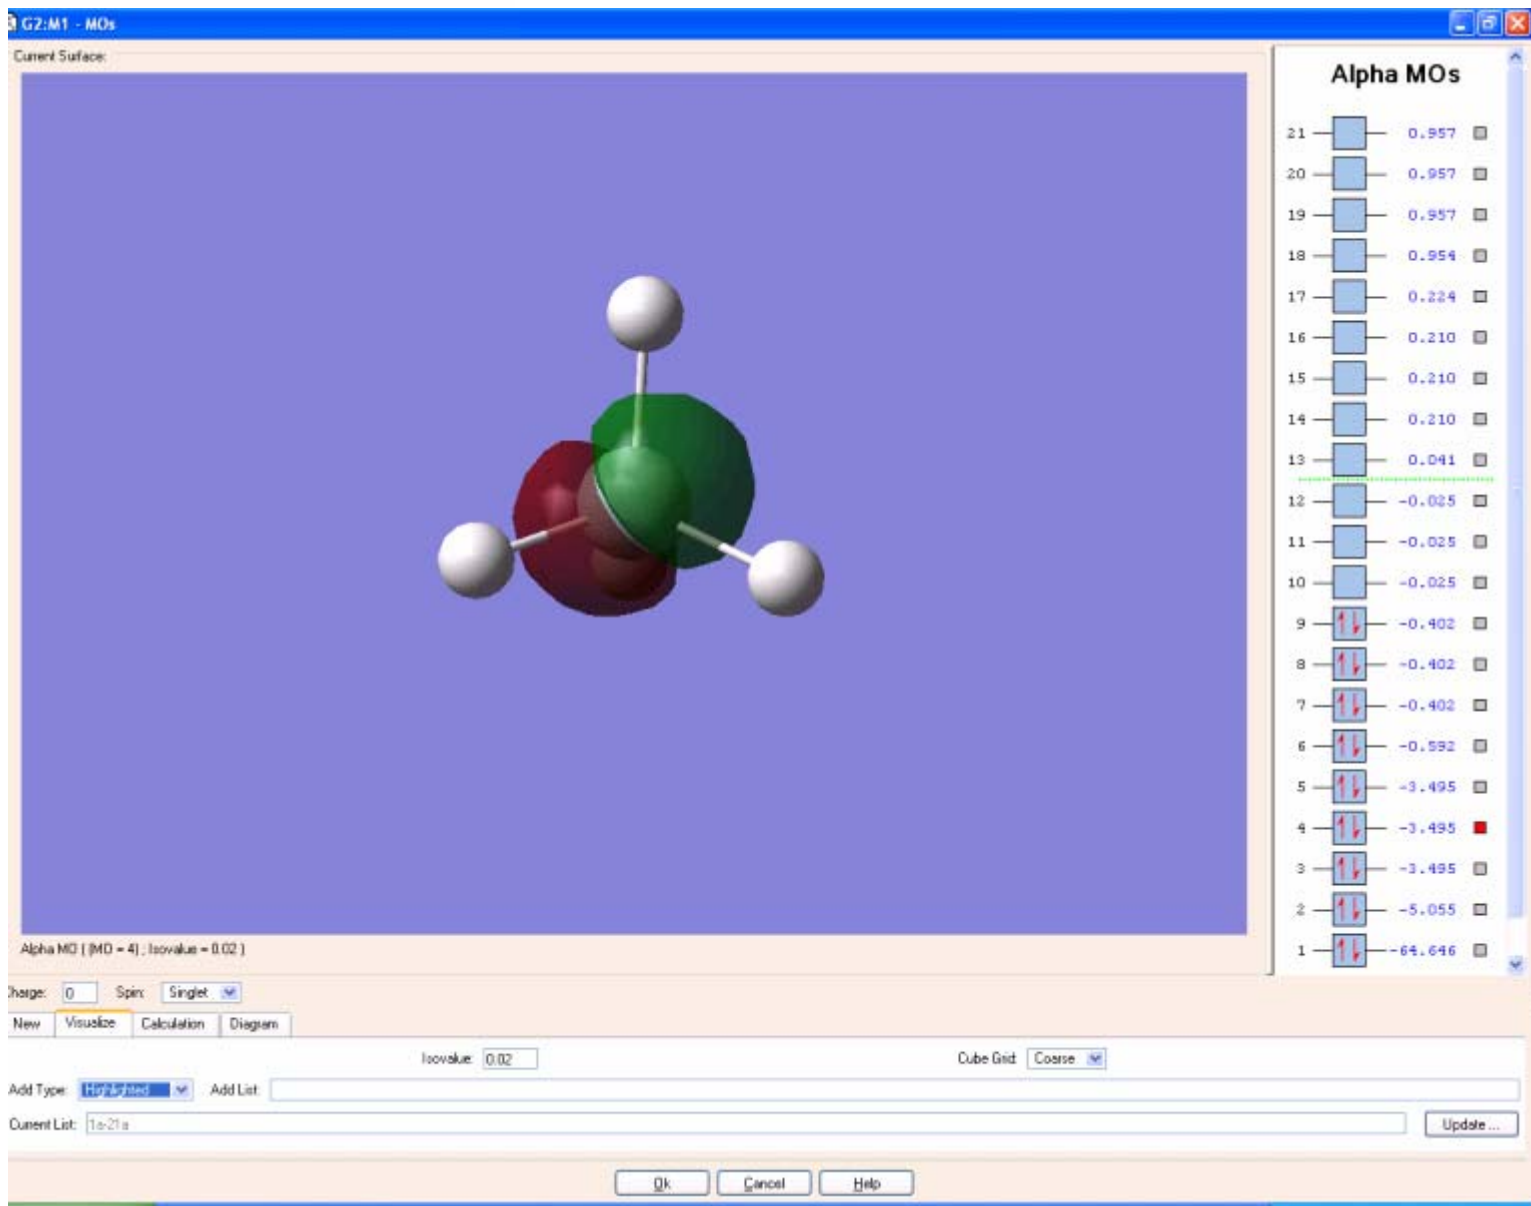 G2:M1 - MOs
Current Surface:
Alpha MOs
21 0.957
20 0.957
19 0.957
18 0.954
17 0.224
16 0.210
15 0.210
14 0.210
13 0.041
12 -0.025
11 -0.025
10 -0.025
9 -0.402
8 -0.402
7 -0.402
6 -0.592
5 -3.495
4 -3.495
3 -3.495
2 -5.055
1 -64.646
Alpha MO ( (MO = 4) ; Isovalue = 0.02 )
Charge: 0 Spin: Singlet
New Visualize Calculation Diagram
Isovalue: 0.02 Cube Grid: Coarse
Add Type: Highlighted Add List:
Current List: 1a-21a Update ...
Ok Cancel Help